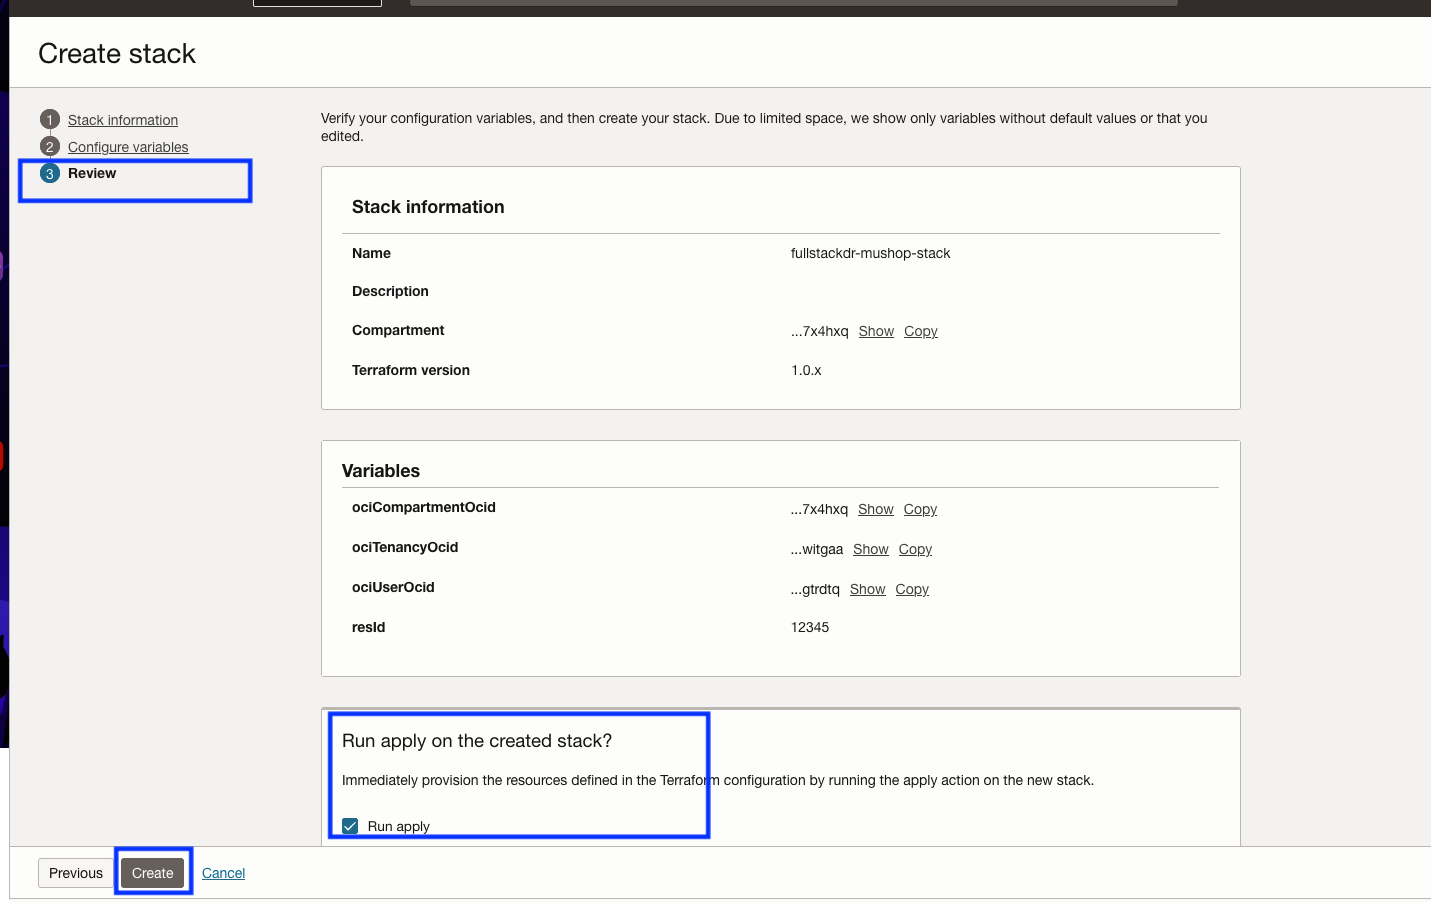 Create stack
1 Stack information
2 Configure variables
3 Review
Verify your configuration variables, and then create your stack. Due to limited space, we show only variables without default values or that you
edited.
Stack information
Name fullstackdr-mushop-stack
Description
Compartment ...7x4hxq Show Copy
Terraform version 1.0.x
Variables
ociCompartmentOcid ...7x4hxq Show Copy
ociTenancyOcid ...witgaa Show Copy
ociUserOcid ...gtrdtq Show Copy
resId 12345
Run apply on the created stack?
Immediately provision the resources defined in the Terraform configuration by running the apply action on the new stack.
Run apply
Previous Create Cancel